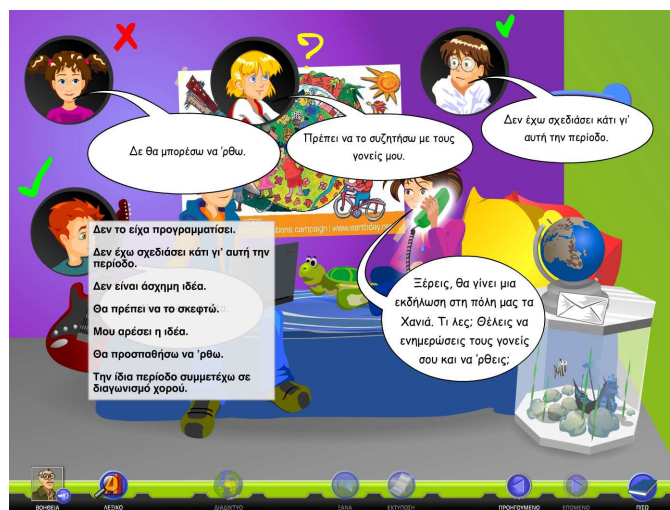 Δε θα μπορέσω να 'ρθω.
Πρέπει να το συζητήσω με τους
γονείς μου.
Δεν έχω σχεδιάσει κάτι γι'
αυτή την περίοδο.
Δεν το είχα προγραμματίσει.
Δεν έχω σχεδιάσει κάτι γι' αυτή την
περίοδο.
Δεν είναι άσχημη ιδέα.
Θα πρέπει να το σκεφτώ.
Μου αρέσει η ιδέα.
Θα προσπαθήσω να 'ρθω.
Την ίδια περίοδο συμμετέχω σε
διαγωνισμό χορού.
campaign | www.earthday
Ξέρεις, θα γίνει μια
εκδήλωση στη πόλη μας τα
Χανιά. Τι λες; Θέλεις να
ενημερώσεις τους γονείς
σου και να 'ρθεις;
ΒΟΗΘΕΙΑ
ΛΕΞΙΚΟ
ΔΙΑΔΙΚΤΥΟ
ΞΑΝΑ
ΕΚΤΥΠΩΣΗ
ΠΡΟΗΓΟΥΜΕΝΟ
ΕΠΟΜΕΝΟ
ΠΙΣΩ